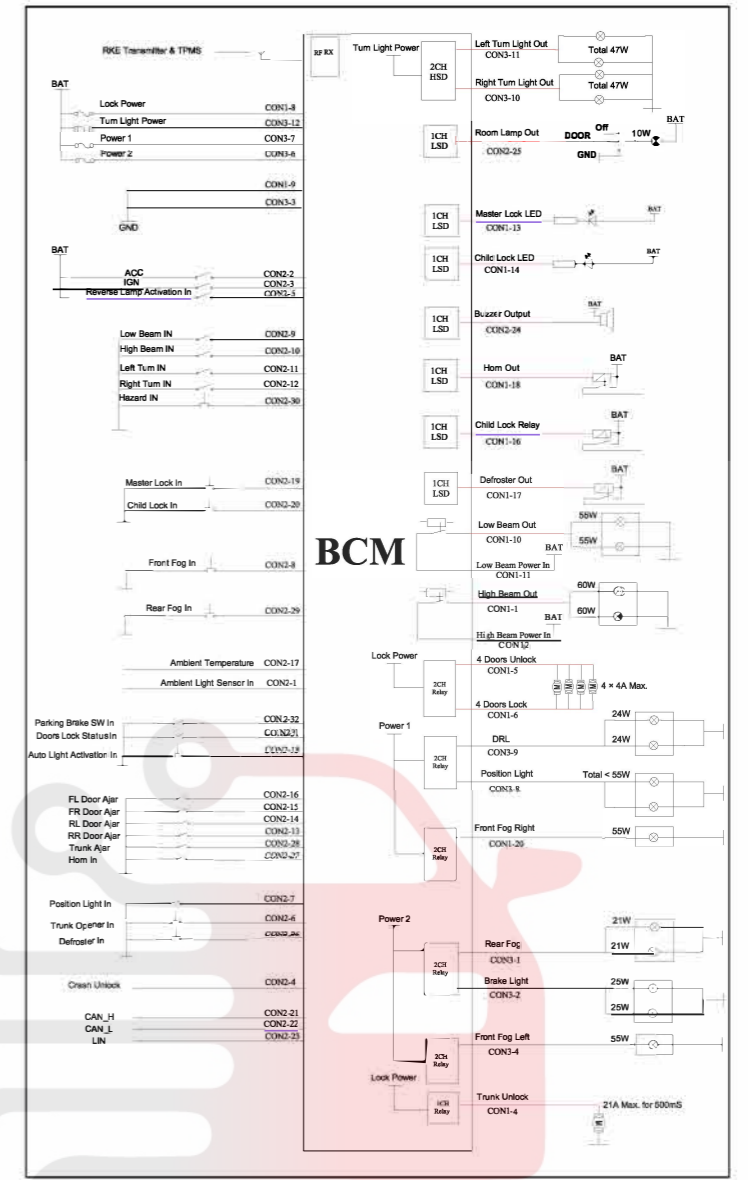 RKE Transmitter & TPMS
RF RX
BAT
Lock Power CON1-8
Turn Light Power CON3-12
Power 1 CON3-7
Power 2 CON3-6
CON1-9
CON3-3
GND
BAT
ACC CON2-2
IGN CON2-3
Reverse Lamp Activation In CON2-5
Low Beam IN CON2-9
High Beam IN CON2-10
Left Turn IN CON2-11
Right Turn IN CON2-12
Hazard IN CON2-30
Master Lock In CON2-19
Child Lock In CON2-20
Front Fog In CON2-8
Rear Fog In CON2-29
Ambient Temperature CON2-17
Ambient Light Sensor In CON2-1
Parking Brake SW In CON2-32
Doors Lock Status In CON231
Auto Light Activation In CON2-18
FL Door Ajar CON2-16
FR Door Ajar CON2-15
RL Door Ajar CON2-14
RR Door Ajar CON2-13
Trunk Ajar CON2-28
Horn In CON2-27
Position Light In CON2-7
Trunk Opener In CON2-6
Defroster In CON2-26
Crash Unlock CON2-4
CAN_H CON2-21
CAN_L CON2-22
LIN CON2-23
BCM
Turn Light Power
2CH
HSD
Left Turn Light Out
CON3-11
Total 47W
Right Turn Light Out
CON3-10
Total 47W
1CH
LSD
Room Lamp Out
CON2-25
DOOR
Off
GND
10W
BAT
1CH
LSD
Master Lock LED
CON1-13
BAT
1CH
LSD
Child Lock LED
CON1-14
BAT
1CH
LSD
Buzzer Output
CON2-24
BAT
1CH
LSD
Horn Out
CON1-18
BAT
1CH
LSD
Child Lock Relay
CON1-16
BAT
1CH
LSD
Defroster Out
CON1-17
BAT
Low Beam Out
CON1-10
55W
55W
BAT
Low Beam Power In
CON1-11
High Beam Out
CON1-1
60W
60W
BAT
High Beam Power In
CON12
Lock Power
2CH
Relay
4 Doors Unlock
CON1-5
M M M M
4 × 4A Max.
4 Doors Lock
CON1-6
Power 1
2CH
Relay
DRL
CON3-9
24W
24W
Position Light
CON3-8
Total < 55W
2CH
Relay
Front Fog Right
CON1-20
55W
Power 2
2CH
Relay
Rear Fog
CON3-1
21W
21W
Brake Light
CON3-2
25W
25W
2CH
Relay
Front Fog Left
CON3-4
55W
Lock Power
1CH
Relay
Trunk Unlock
CON1-4
21A Max. for 500mS
M